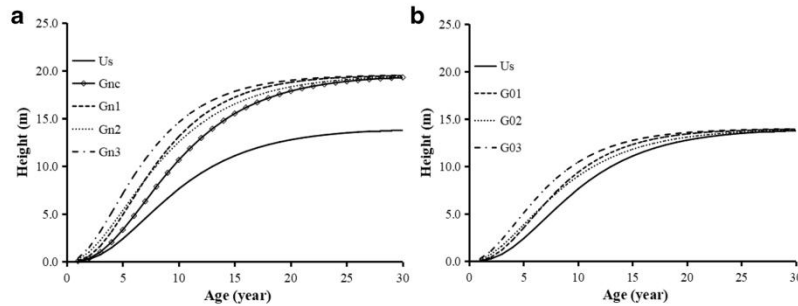 a
25.0
20.0
15.0
10.0
5.0
0.0
Height (m)
Us
Gnc
Gn1
Gn2
Gn3
0 5 10 15 20 25 30
Age (year)
b
25.0
20.0
15.0
10.0
5.0
0.0
Height (m)
Us
G01
G02
G03
0 5 10 15 20 25 30
Age (year)